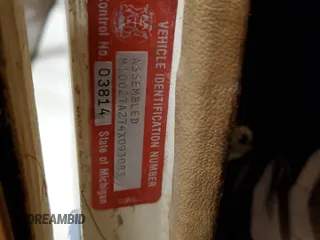 VEHICLE IDENTIFICATION NUMBER
ASSEMBLED
Control No. 03814 State of Michigan
DREAMBID